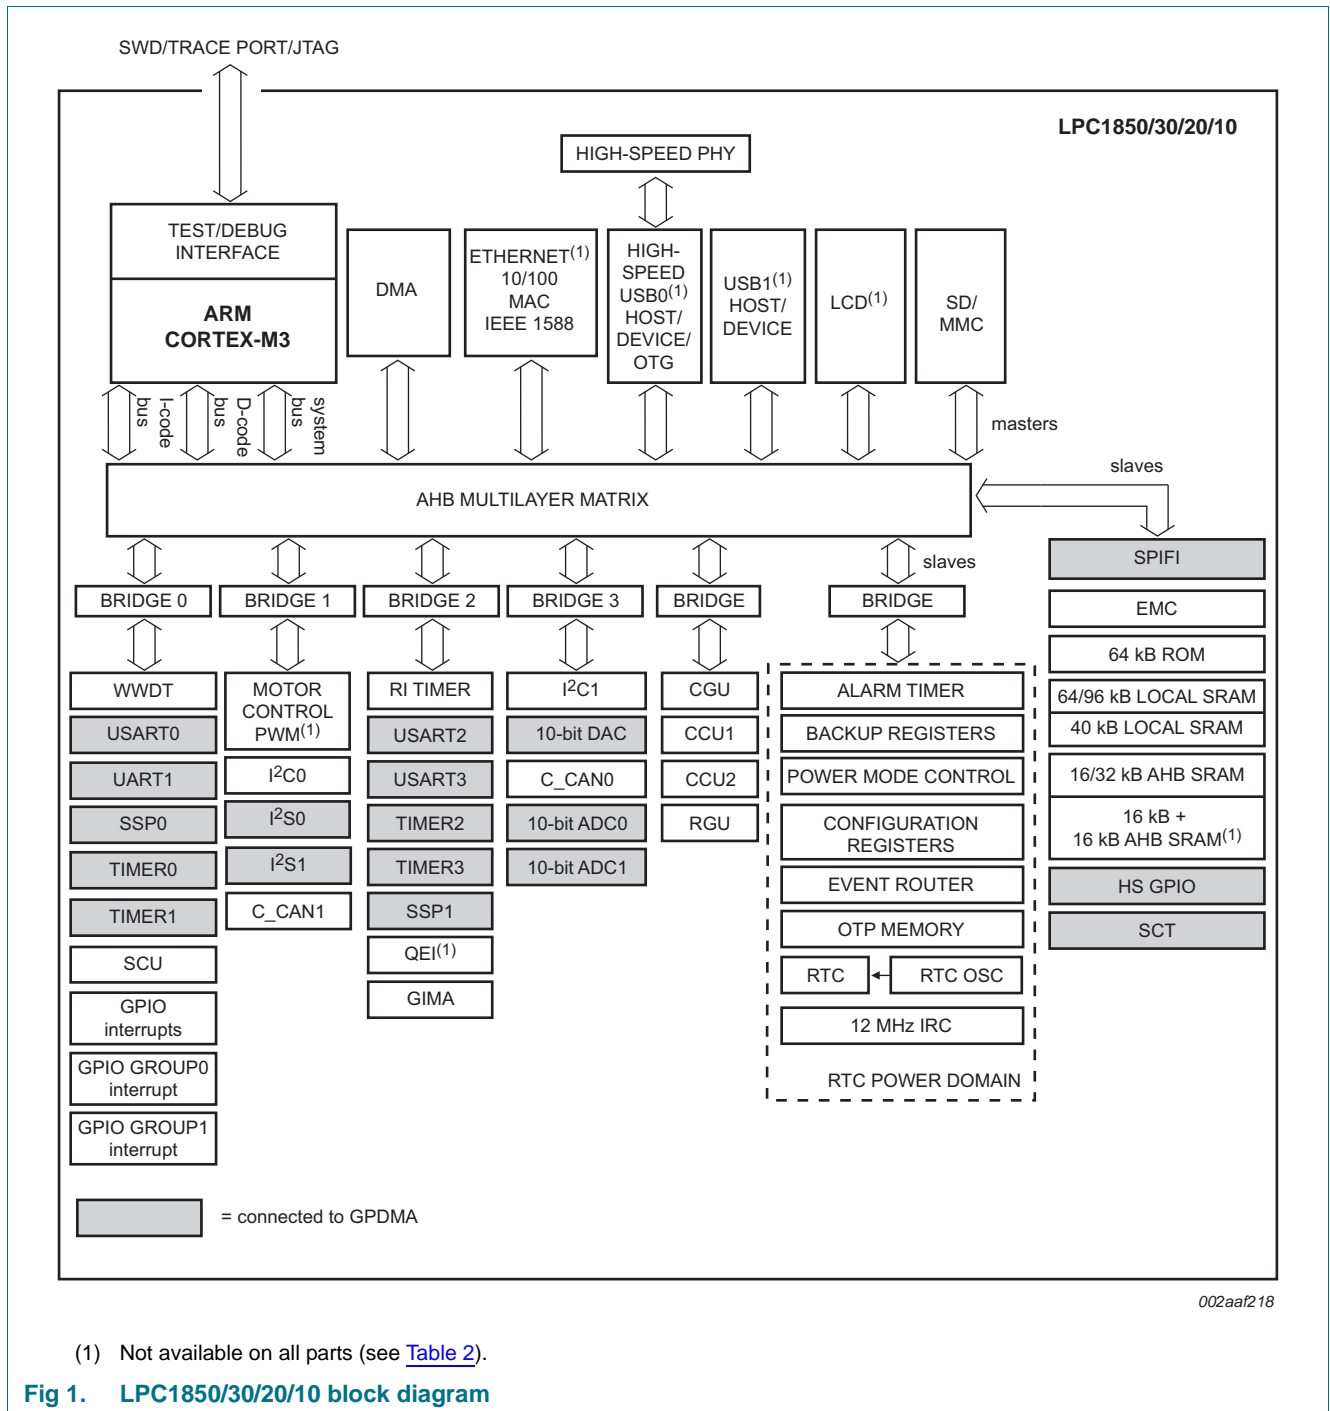 SWD/TRACE PORT/JTAG
LPC1850/30/20/10
HIGH-SPEED PHY
TEST/DEBUG
INTERFACE
ARM
CORTEX-M3
DMA
ETHERNET(1)
10/100
MAC
IEEE 1588
HIGH-
SPEED
USB0(1)
HOST/
DEVICE/
OTG
USB1(1)
HOST/
DEVICE
LCD(1)
SD/
MMC
I-code
bus
D-code
bus
system
bus
masters
slaves
AHB MULTILAYER MATRIX
slaves
BRIDGE 0
BRIDGE 1
BRIDGE 2
BRIDGE 3
BRIDGE
BRIDGE
WWDT
USART0
UART1
SSP0
TIMER0
TIMER1
SCU
GPIO
interrupts
GPIO GROUP0
interrupt
GPIO GROUP1
interrupt
MOTOR
CONTROL
PWM(1)
I2C0
I2S0
I2S1
C_CAN1
RI TIMER
USART2
USART3
TIMER2
TIMER3
SSP1
QEI(1)
GIMA
I2C1
10-bit DAC
C_CAN0
10-bit ADC0
10-bit ADC1
CGU
CCU1
CCU2
RGU
ALARM TIMER
BACKUP REGISTERS
POWER MODE CONTROL
CONFIGURATION
REGISTERS
EVENT ROUTER
OTP MEMORY
RTC
RTC OSC
12 MHz IRC
RTC POWER DOMAIN
SPIFI
EMC
64 kB ROM
64/96 kB LOCAL SRAM
40 kB LOCAL SRAM
16/32 kB AHB SRAM
16 kB +
16 kB AHB SRAM(1)
HS GPIO
SCT
= connected to GPDMA
002aaf218
(1) Not available on all parts (see Table 2).
Fig 1. LPC1850/30/20/10 block diagram